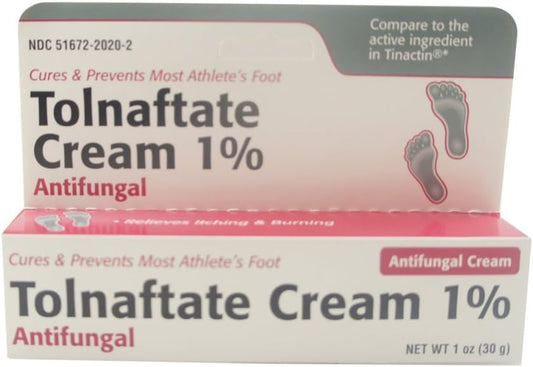 NDC 51672-2020-2
Compare to the
active ingredient
in Tinactin®*
Cures & Prevents Most Athlete's Foot
Tolnaftate
Cream 1%
Antifungal
• Relieves Itching & Burning
Cures & Prevents Most Athlete's Foot
Antifungal Cream
Tolnaftate Cream 1%
Antifungal
NET WT 1 oz (30 g)